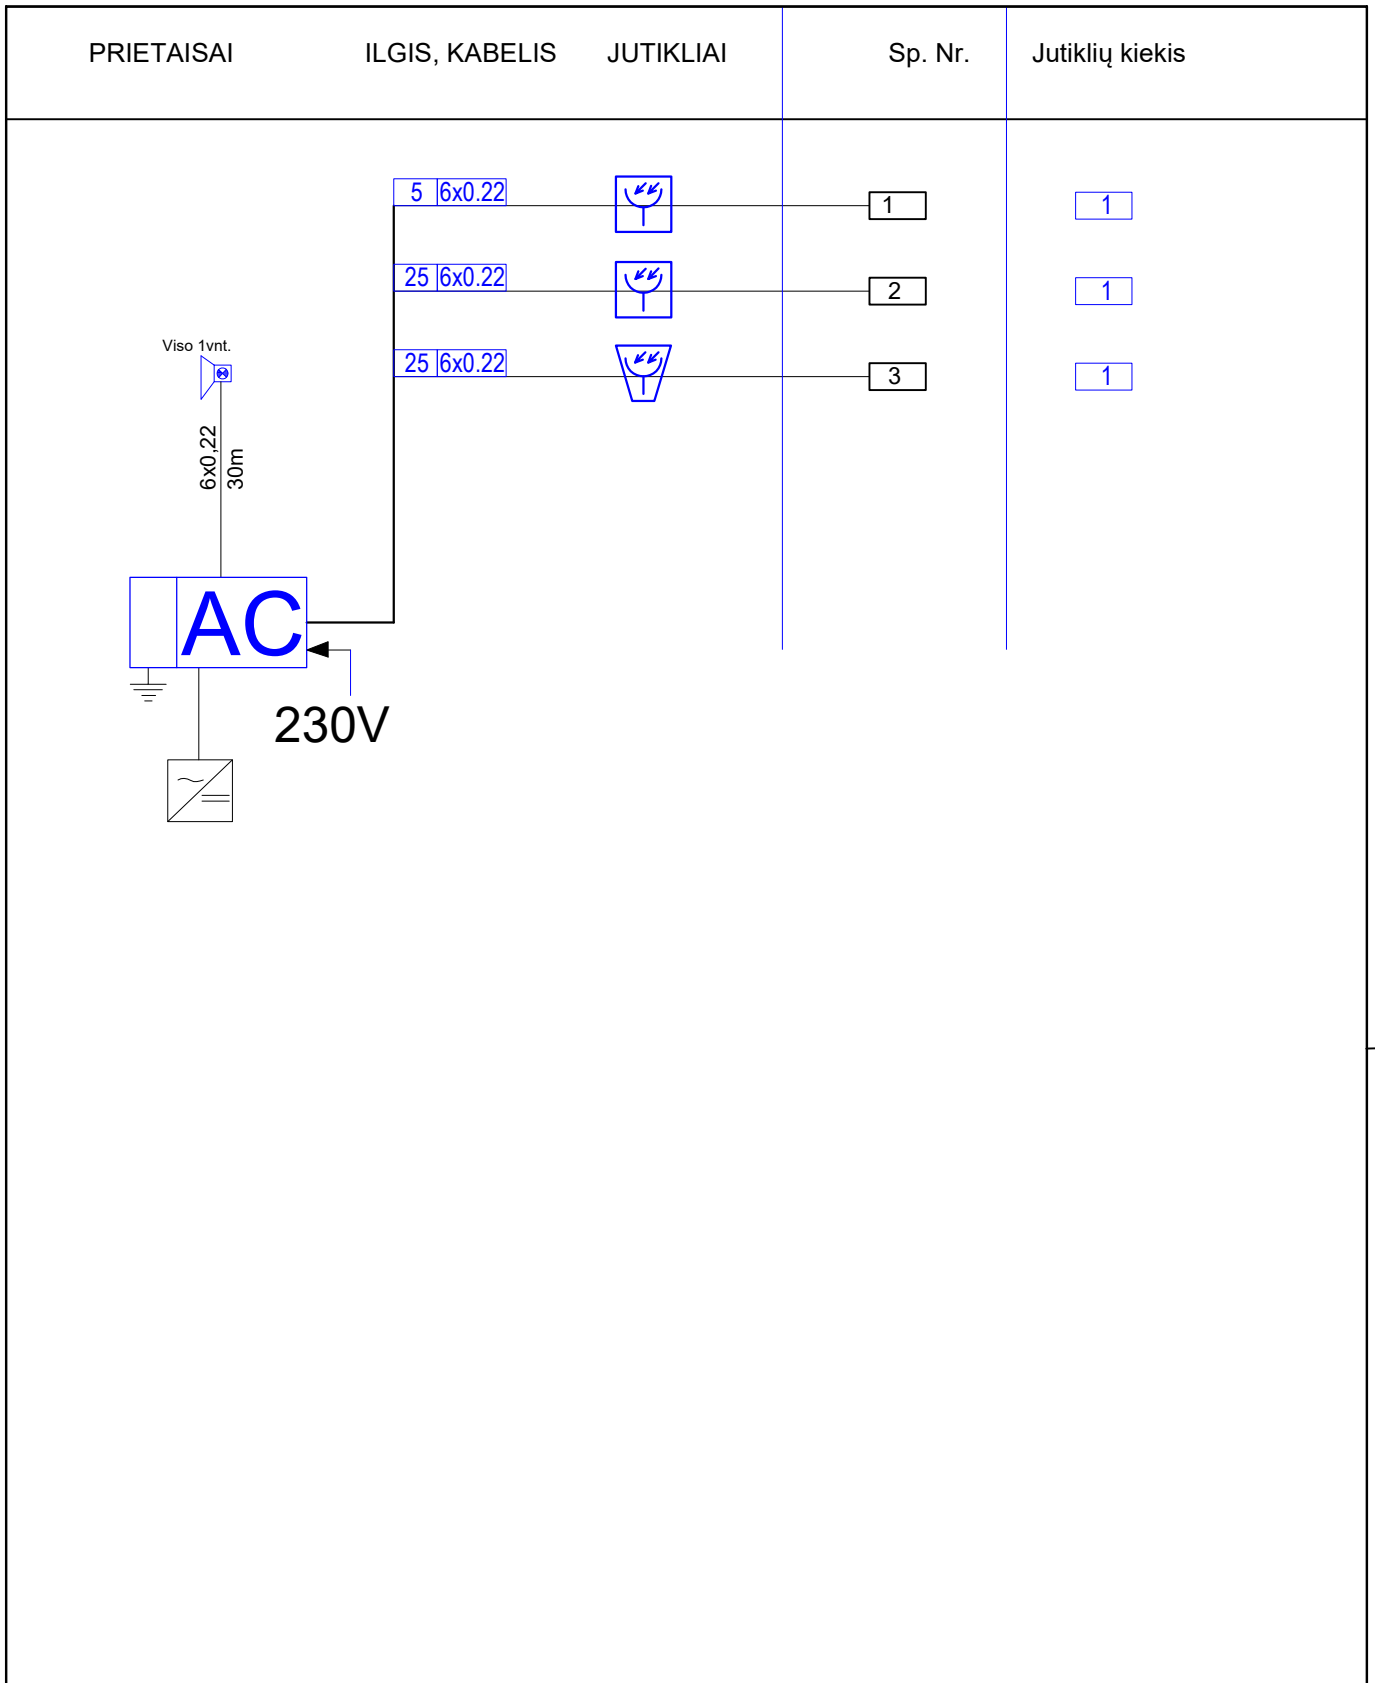 PRIETAISAI ILGIS, KABELIS JUTIKLIAI Sp. Nr. Jutiklių kiekis
5 6x0.22 1 1
25 6x0.22 2 1
Viso 1vnt.
25 6x0.22 3 1
6x0,22
30m
AC
230V